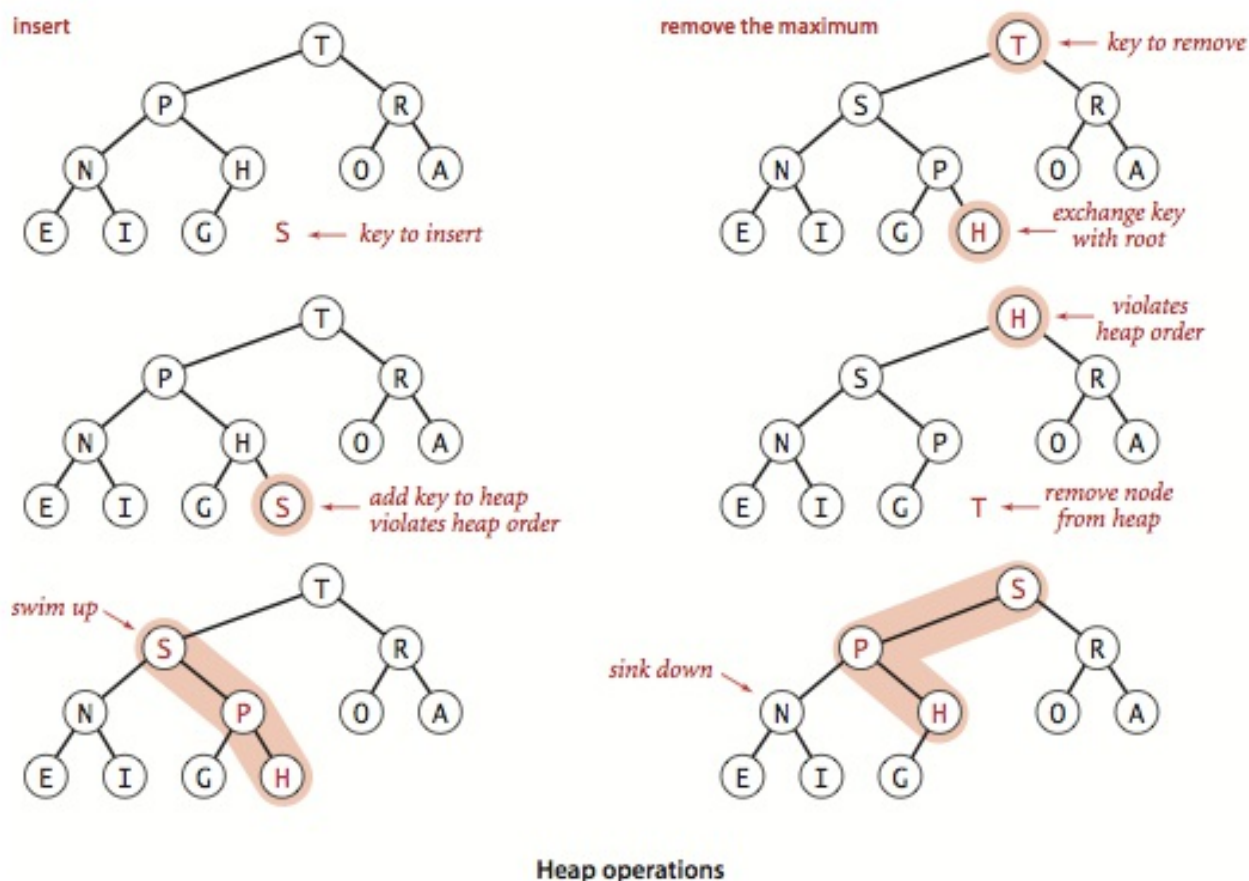 insert
T
P
R
N
H
O
A
E
I
G
S
key to insert
T
P
R
N
H
O
A
E
I
G
S
add key to heap
violates heap order
swim up
T
S
R
N
P
O
A
E
I
G
H
remove the maximum
T
key to remove
S
R
N
P
O
A
E
I
G
H
exchange key
with root
H
violates
heap order
S
R
N
P
O
A
E
I
G
T
remove node
from heap
S
P
R
sink down
N
H
O
A
E
I
G
Heap operations